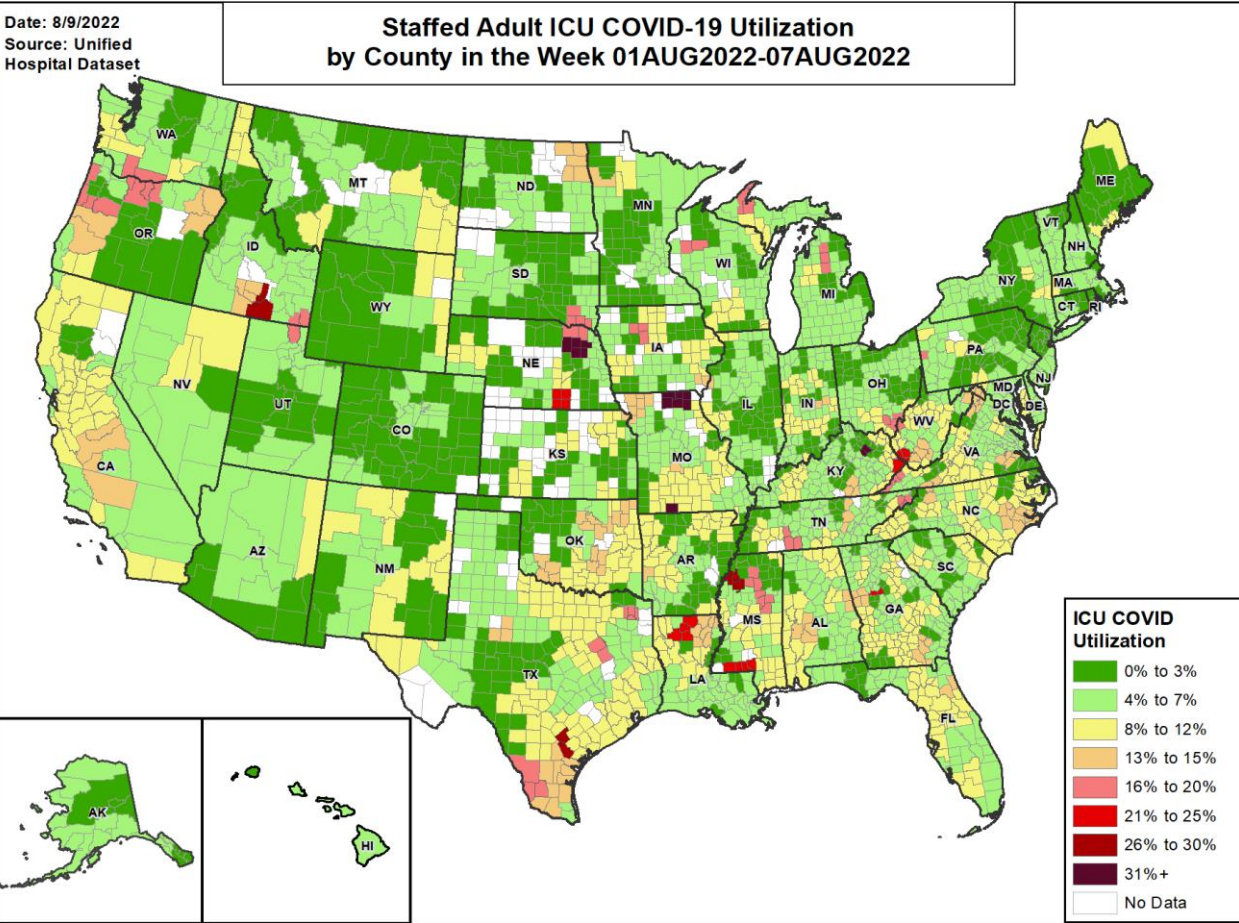 Date: 8/9/2022
Source: Unified
Hospital Dataset
Staffed Adult ICU COVID-19 Utilization
by County in the Week 01AUG2022-07AUG2022
WA
MT
ND
MN
ME
VT
NH
OR
ID
SD
WI
MI
NY
MA
CT
RI
WY
NE
IA
PA
NJ
NV
UT
CO
IL
IN
OH
MD
DC
DE
WV
CA
KS
MO
KY
VA
AZ
NM
OK
AR
TN
NC
SC
MS
AL
GA
TX
LA
FL
AK
HI
ICU COVID
Utilization
0% to 3%
4% to 7%
8% to 12%
13% to 15%
16% to 20%
21% to 25%
26% to 30%
31%+
No Data